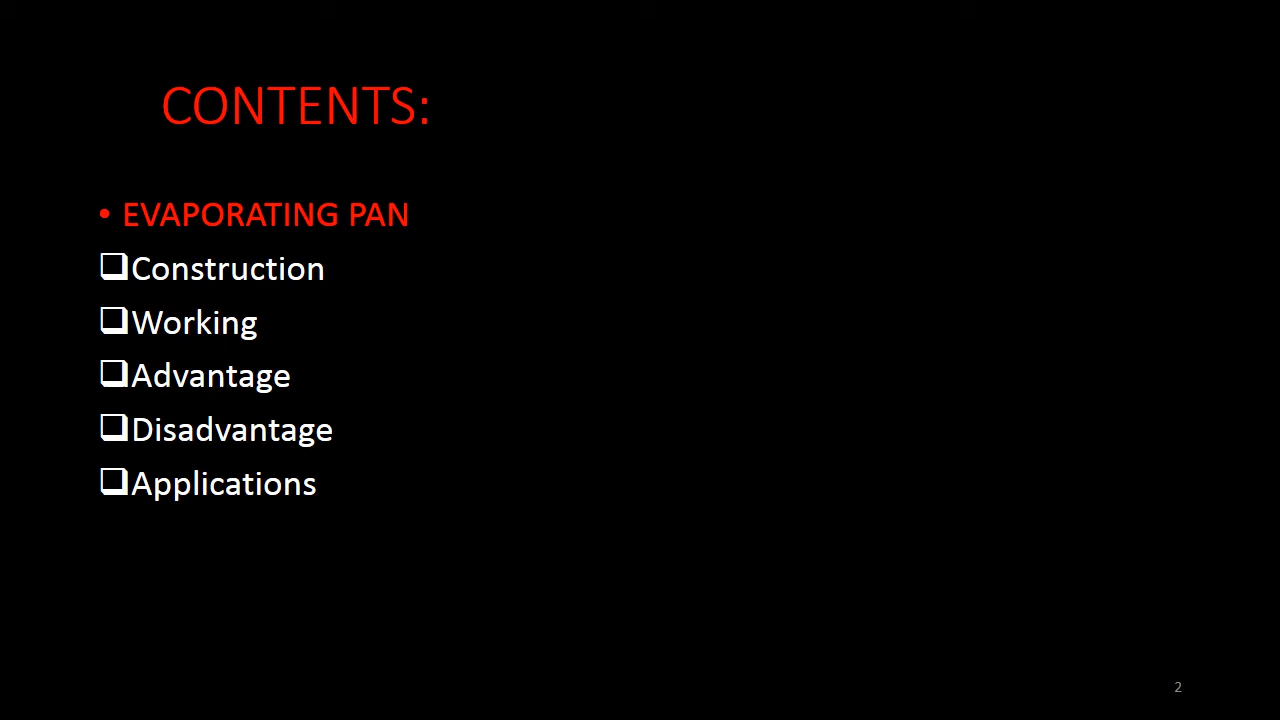 CONTENTS:
• EVAPORATING PAN
❑Construction
❑Working
❑Advantage
❑Disadvantage
❑Applications
2